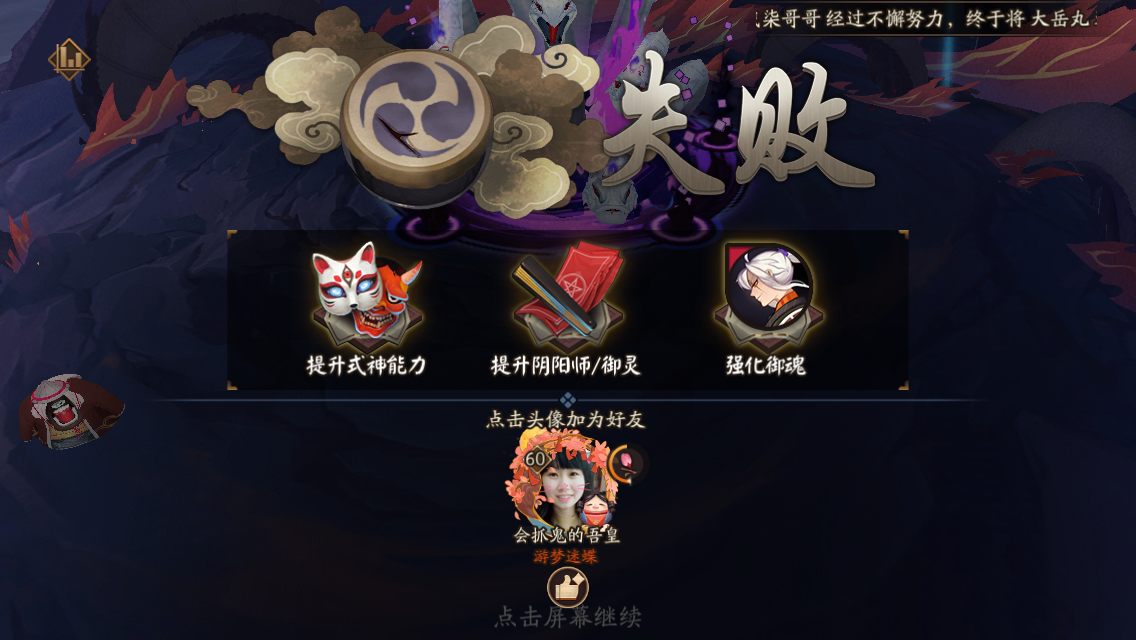 柒哥哥 经过不懈努力，终于将 大岳丸
失败
提升式神能力
提升阴阳师/御灵
强化御魂
点击头像加为好友
60
会抓鬼的吾皇
游梦迷蝶
点击屏幕继续